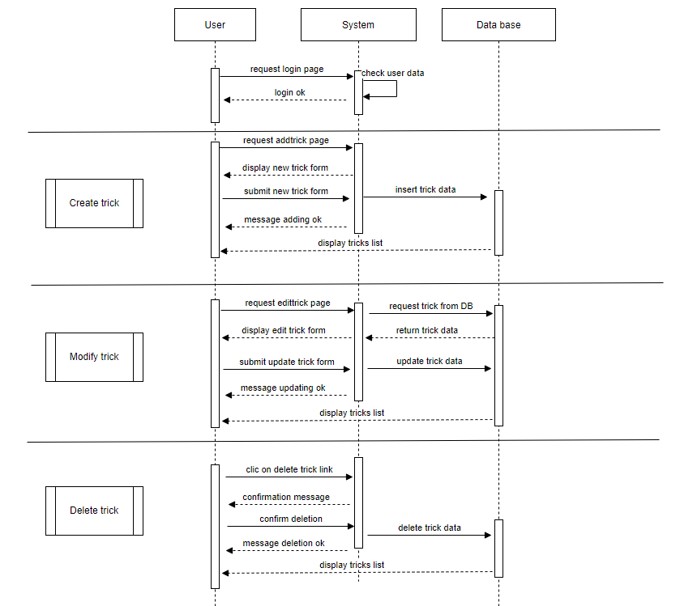 User
System
Data base
request login page
check user data
login ok
request addtrick page
display new trick form
Create trick
submit new trick form
insert trick data
message adding ok
display tricks list
request edittrick page
request trick from DB
display edit trick form
return trick data
Modify trick
submit update trick form
update trick data
message updating ok
display tricks list
clic on delete trick link
confirmation message
Delete trick
confirm deletion
delete trick data
message deletion ok
display tricks list